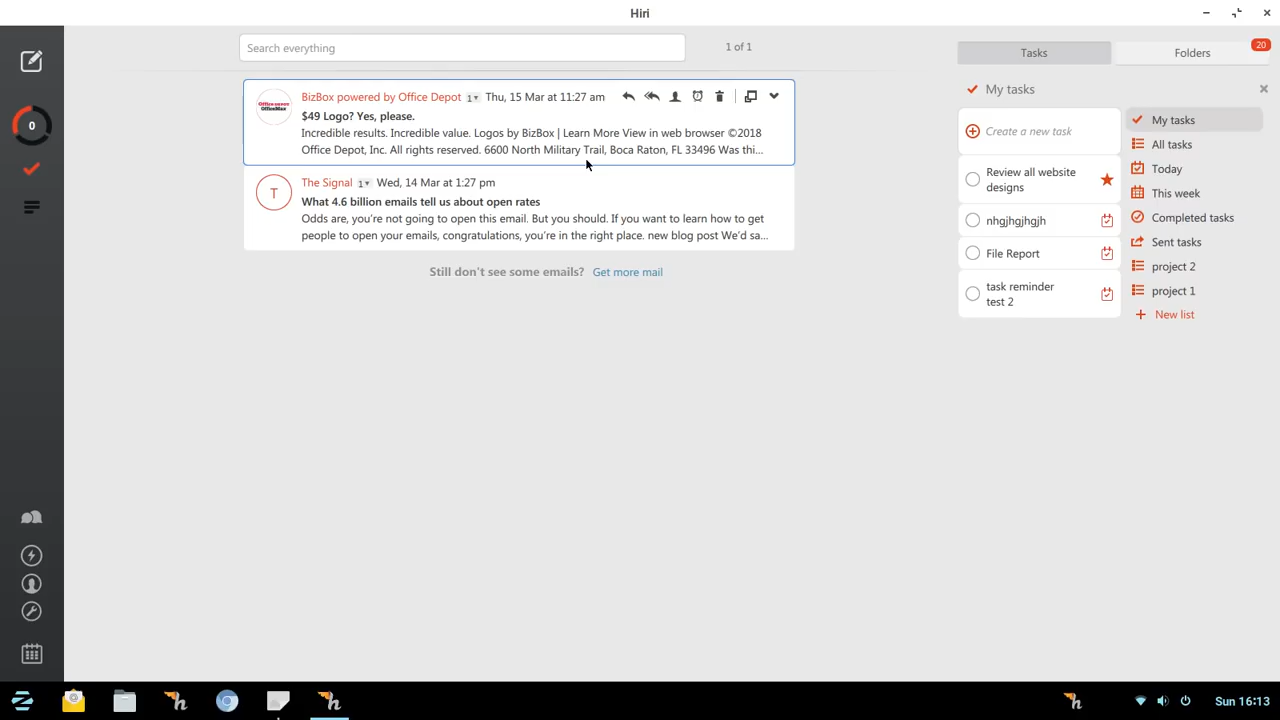 Hiri
Search everything
1 of 1
Tasks
Folders
20
0
BizBox powered by Office Depot 1 Thu, 15 Mar at 11:27 am
$49 Logo? Yes, please.
Incredible results. Incredible value. Logos by BizBox | Learn More View in web browser ©2018
Office Depot, Inc. All rights reserved. 6600 North Military Trail, Boca Raton, FL 33496 Was thi...
Office DEPOT
OfficeMax
T
The Signal 1 Wed, 14 Mar at 1:27 pm
What 4.6 billion emails tell us about open rates
Odds are, you're not going to open this email. But you should. If you want to learn how to get
people to open your emails, congratulations, you're in the right place. new blog post We'd sa...
Still don't see some emails? Get more mail
My tasks
Create a new task
Review all website
designs
nhgjhgjhgjh
File Report
task reminder
test 2
My tasks
All tasks
Today
This week
Completed tasks
Sent tasks
project 2
project 1
New list
Sun 16:13